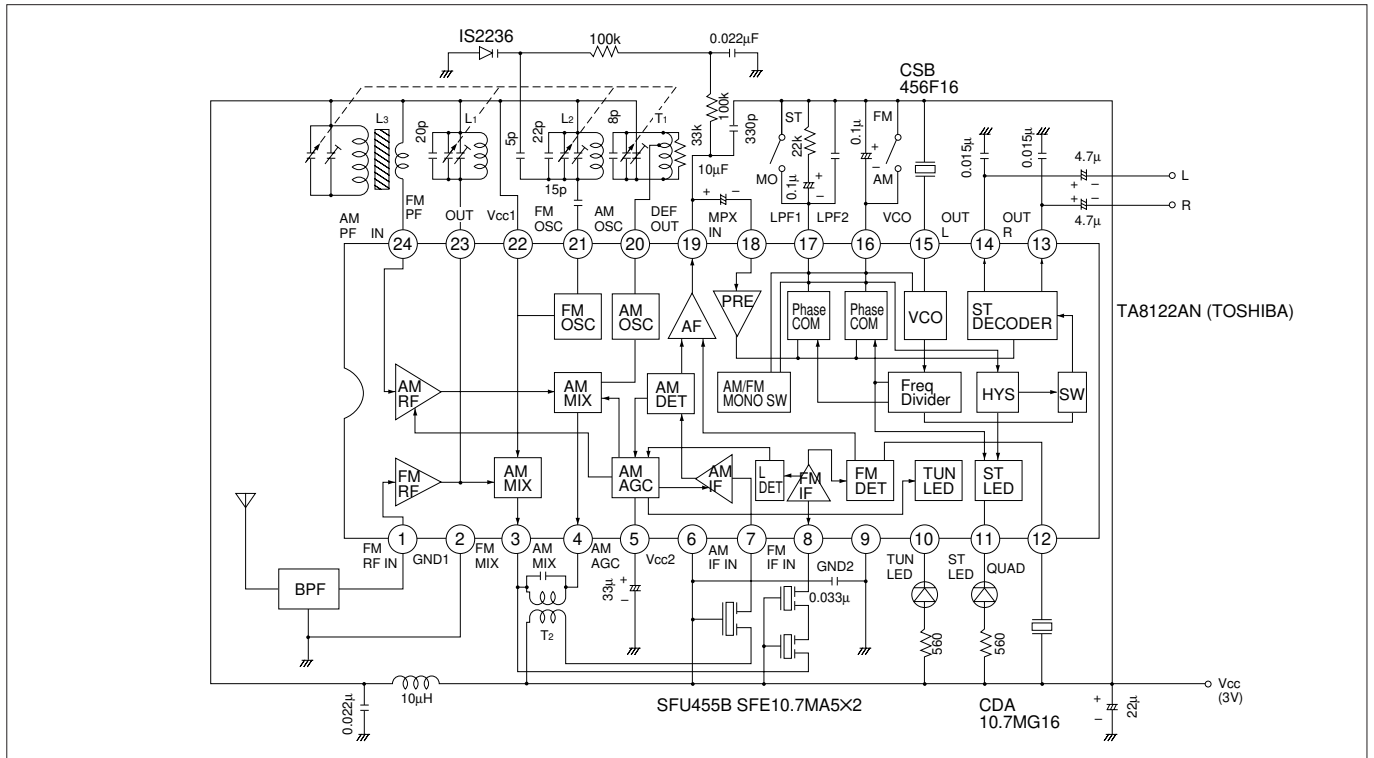 IS2236
100k
0.022μF
CSB
456F16
L3
20p
L1
5p
22p
L2
8p
T1
33k
100k
330p
ST
22k
MO
0.1μ
0.1μ
FM
AM
0.015μ
0.015μ
4.7μ
L
R
4.7μ
15p
10μF
AM
PF
IN
FM
PF
OUT
Vcc1
FM
OSC
AM
OSC
DEF
OUT
MPX
IN
LPF1
LPF2
VCO
OUT
L
OUT
R
24
23
22
21
20
19
18
17
16
15
14
13
FM
OSC
AM
OSC
AF
PRE
Phase
COM
Phase
COM
VCO
ST
DECODER
TA8122AN (TOSHIBA)
AM
RF
AM
MIX
AM
DET
AM/FM
MONO SW
Freq
Divider
HYS
SW
FM
RF
AM
MIX
AM
AGC
AM
IF
L
DET
FM
IF
FM
DET
TUN
LED
ST
LED
1
2
3
4
5
6
7
8
9
10
11
12
FM
RF IN
GND1
FM
MIX
AM
MIX
AM
AGC
Vcc2
AM
IF IN
FM
IF IN
GND2
TUN
LED
ST
LED
QUAD
BPF
T2
33μ
0.033μ
560
560
10μH
0.022μ
SFU455B SFE10.7MA5X2
CDA
10.7MG16
22μ
Vcc
(3V)